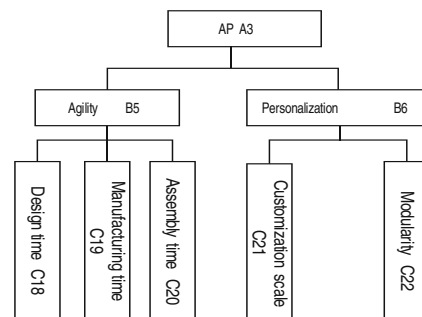 AP A3
Agility B5
Personalization B6
Design time C18
Manufacturing time
C19
Assembly time C20
Customization scale
C21
Modularity C22